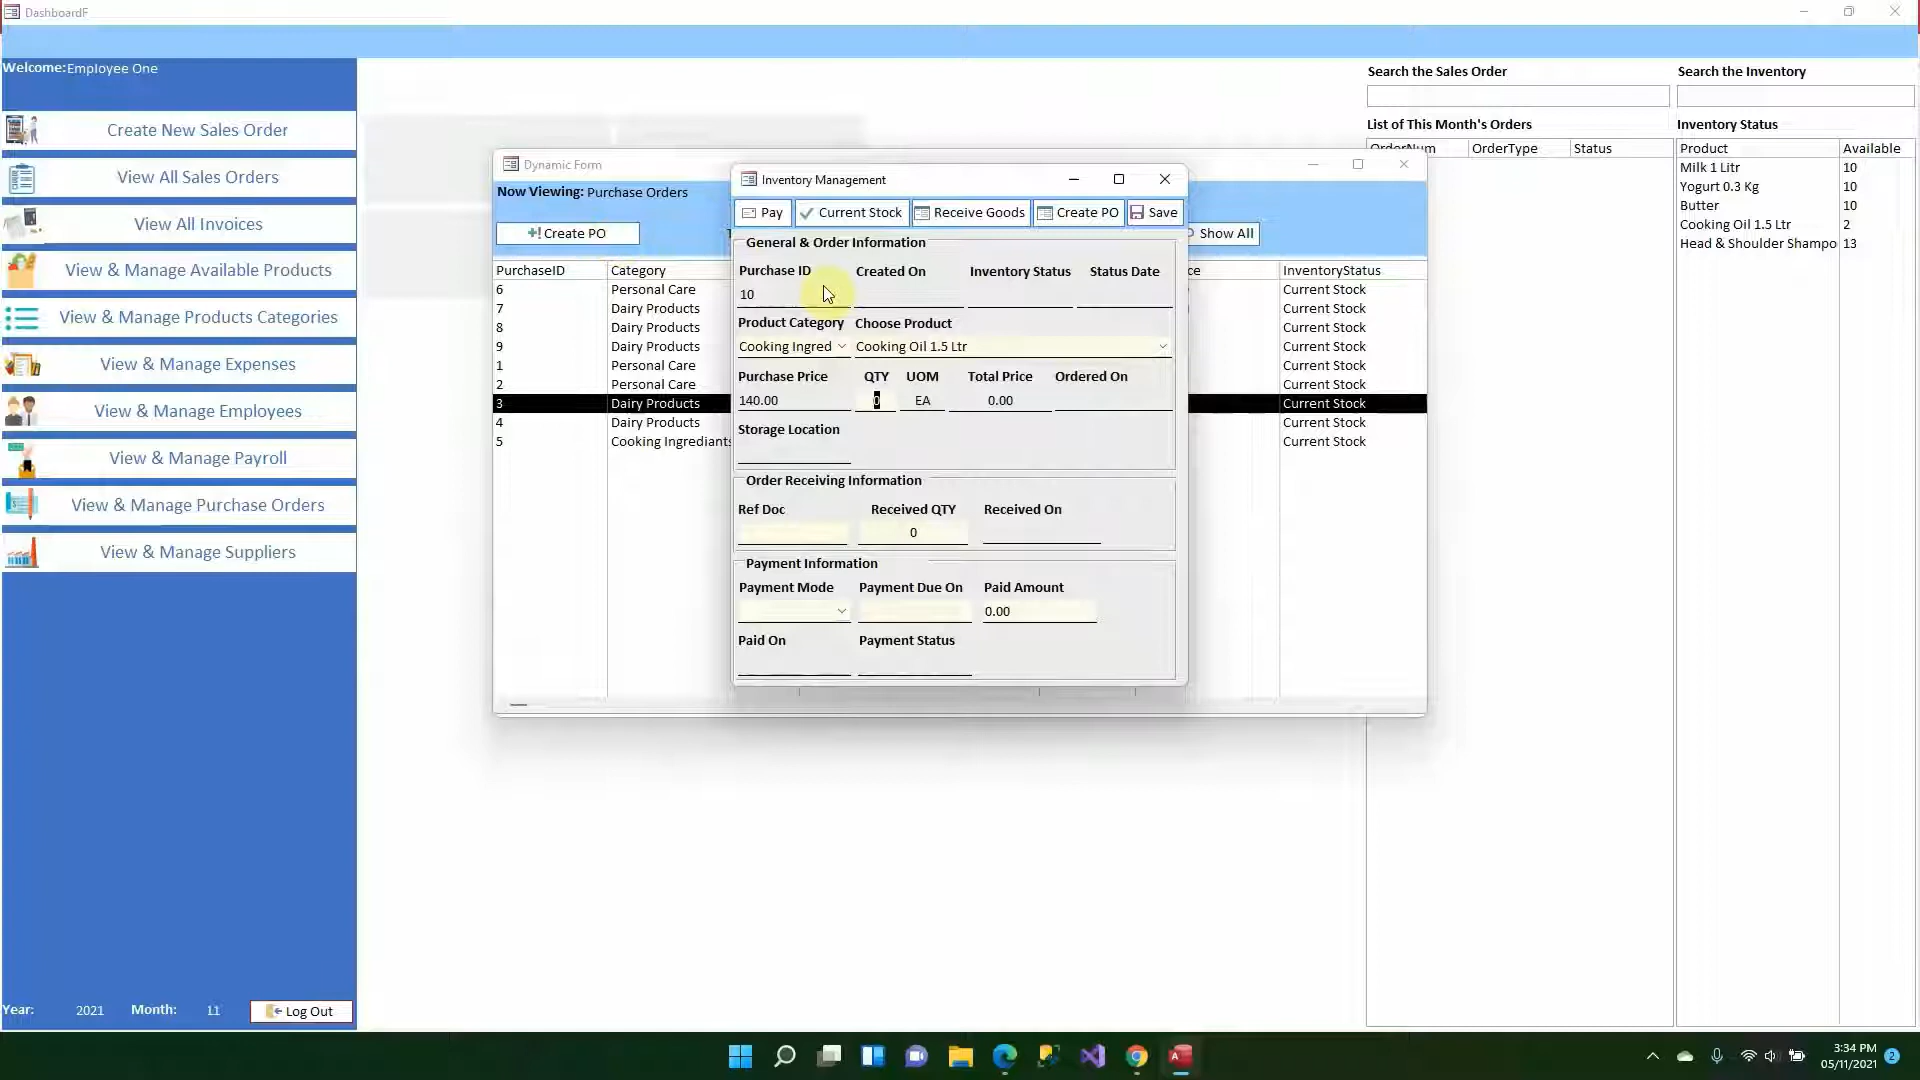 DashboardF
Welcome: Employee One
Create New Sales Order
View All Sales Orders
View All Invoices
View & Manage Available Products
View & Manage Products Categories
View & Manage Expenses
View & Manage Employees
View & Manage Payroll
View & Manage Purchase Orders
View & Manage Suppliers
Year: 2021 Month: 11 Log Out
Dynamic Form
Now Viewing: Purchase Orders
+! Create PO
Show All
PurchaseID Category InventoryStatus
6 Personal Care Current Stock
7 Dairy Products Current Stock
8 Dairy Products Current Stock
9 Dairy Products Current Stock
1 Personal Care Current Stock
2 Personal Care Current Stock
3 Dairy Products Current Stock
4 Dairy Products Current Stock
5 Cooking Ingrediants Current Stock
Inventory Management
Pay Current Stock Receive Goods Create PO Save
General & Order Information
Purchase ID Created On Inventory Status Status Date
10
Product Category Choose Product
Cooking Ingred Cooking Oil 1.5 Ltr
Purchase Price QTY UOM Total Price Ordered On
140.00 0 EA 0.00
Storage Location
Order Receiving Information
Ref Doc Received QTY Received On
0
Payment Information
Payment Mode Payment Due On Paid Amount
0.00
Paid On Payment Status
Search the Sales Order
List of This Month's Orders
OrderNum OrderType Status
Search the Inventory
Inventory Status
Product Available
Milk 1 Litr 10
Yogurt 0.3 Kg 10
Butter 10
Cooking Oil 1.5 Litr 2
Head & Shoulder Shampo 13
3:34 PM
05/11/2021
2